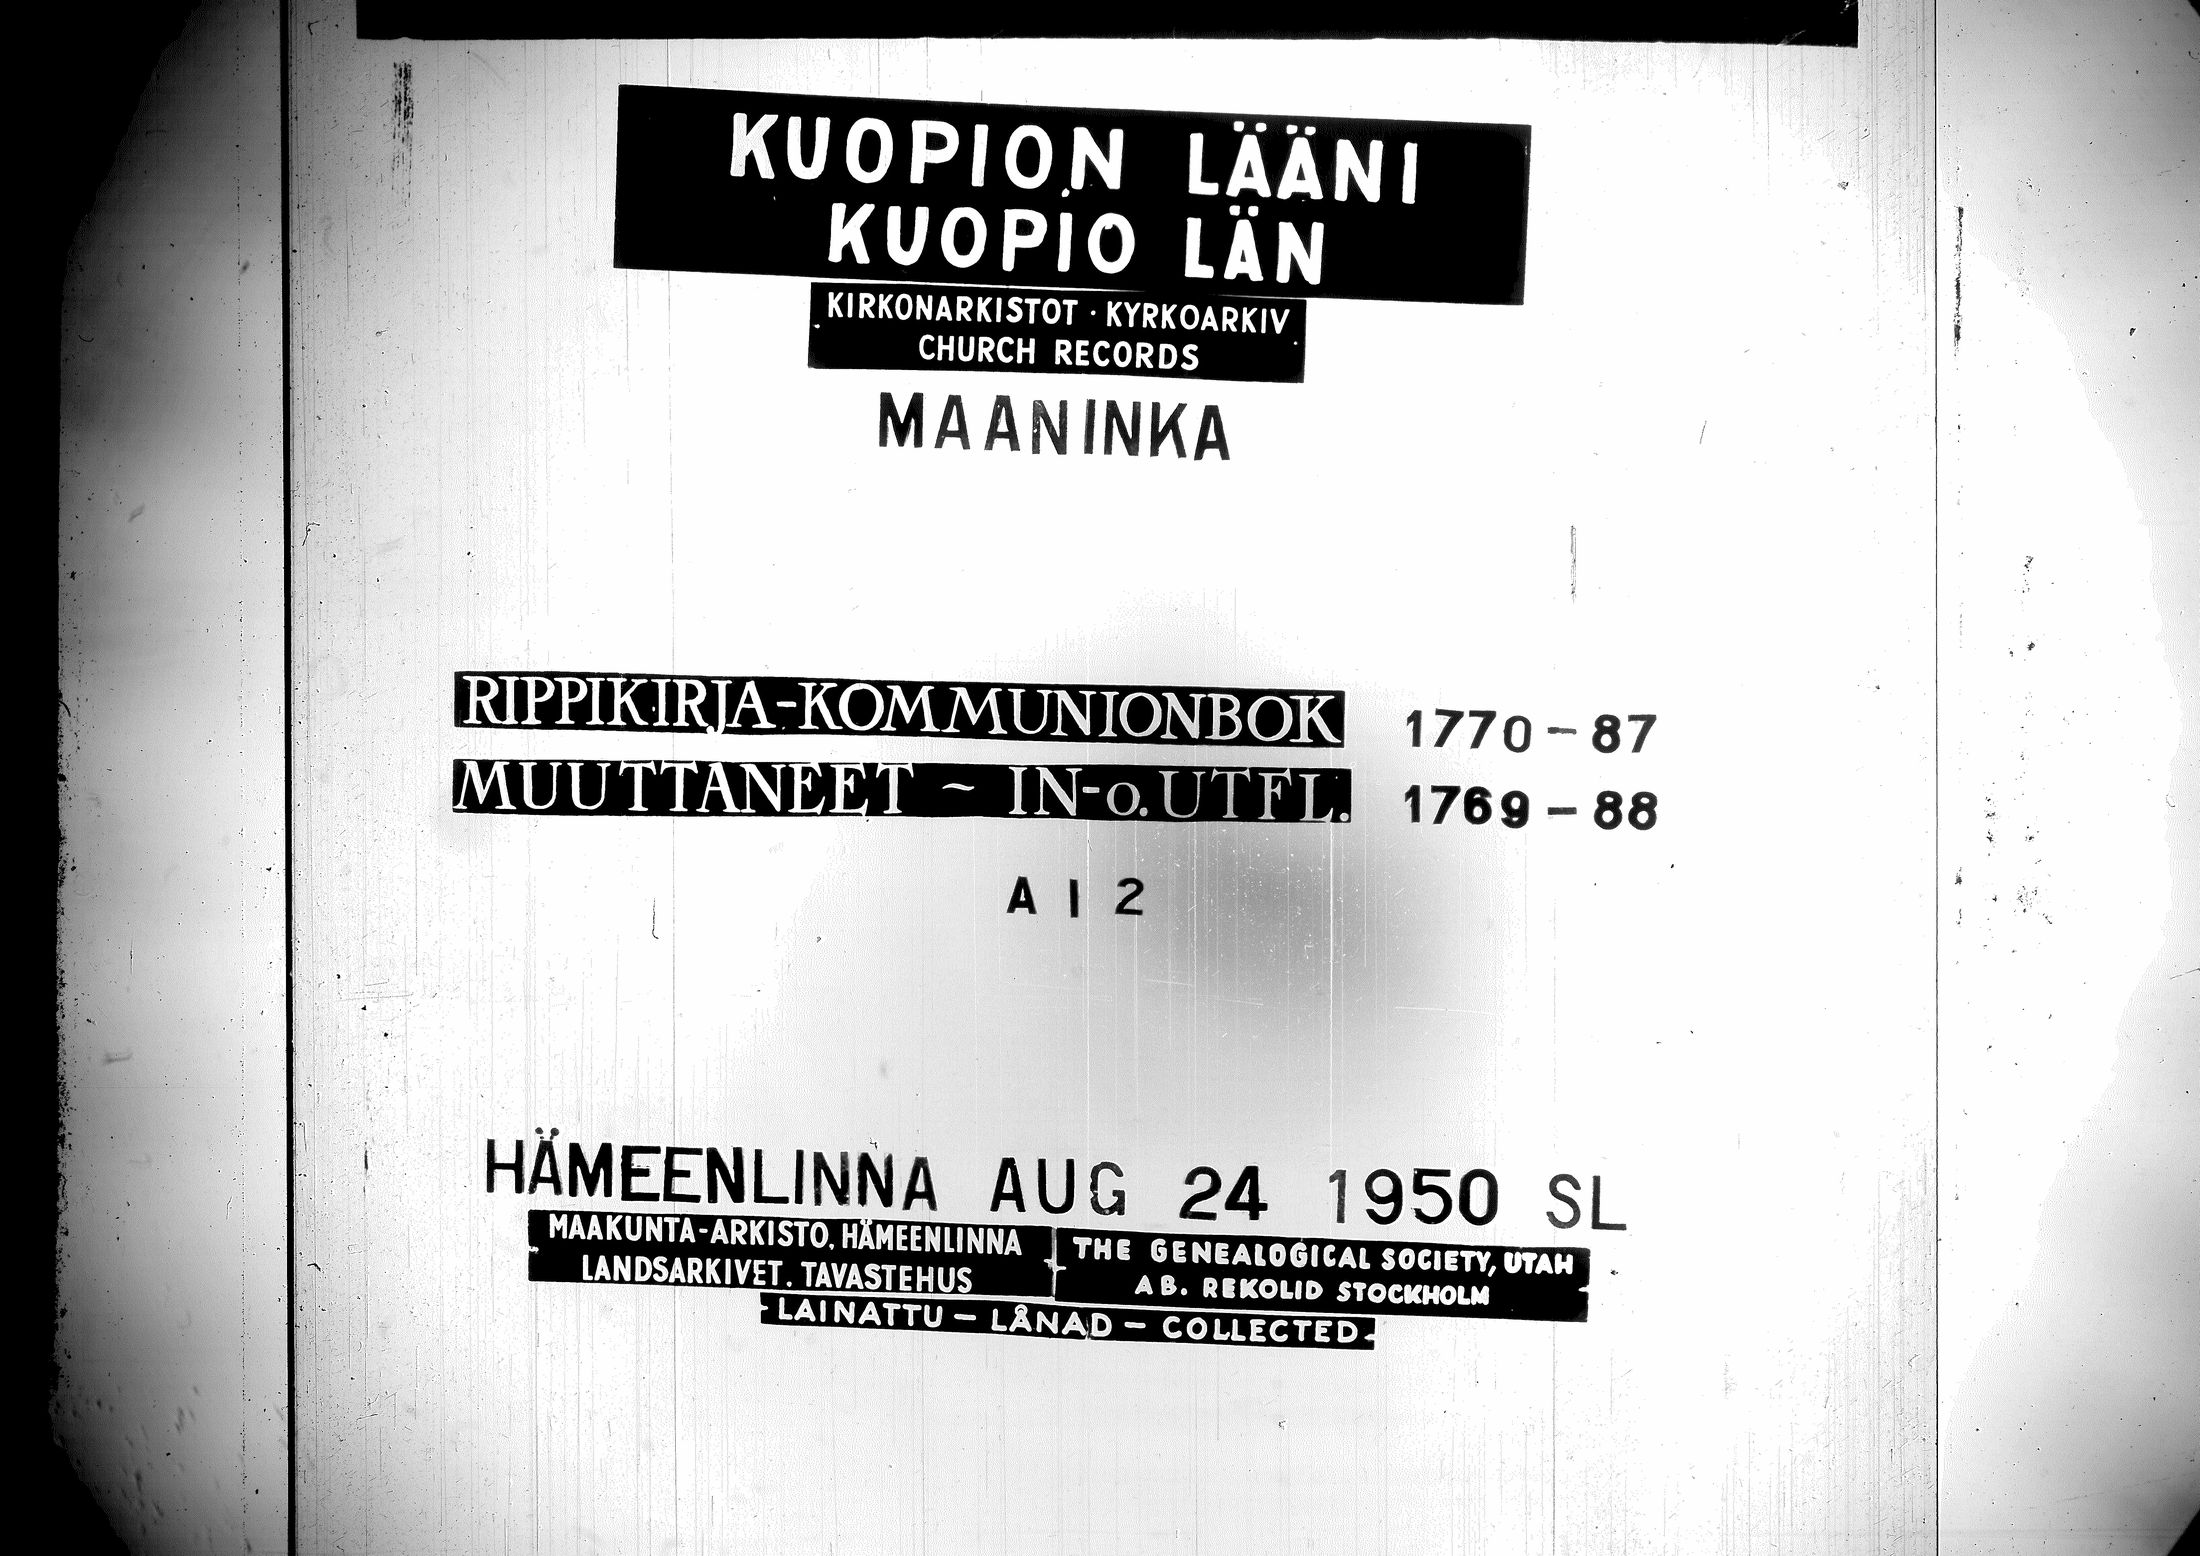 KUOPION LÄÄNI
KUOPIO LÄN
KIRKONARKISTOT · KYRKOARKIV
CHURCH RECORDS
MAANINKA
RIPPIKIRJA-KOMMUNIONBOK 1770-87
MUUTTANEET ~ IN-o. UTFL. 1769-88
A I 2
HÄMEENLINNA AUG 24 1950 SL
MAAKUNTA-ARKISTO, HÄMEENLINNA
LANDSARKIVET. TAVASTEHUS
THE GENEALOGICAL SOCIETY, UTAH
AB. REKOLID STOCKHOLM
LAINATTU - LÅNAD - COLLECTED